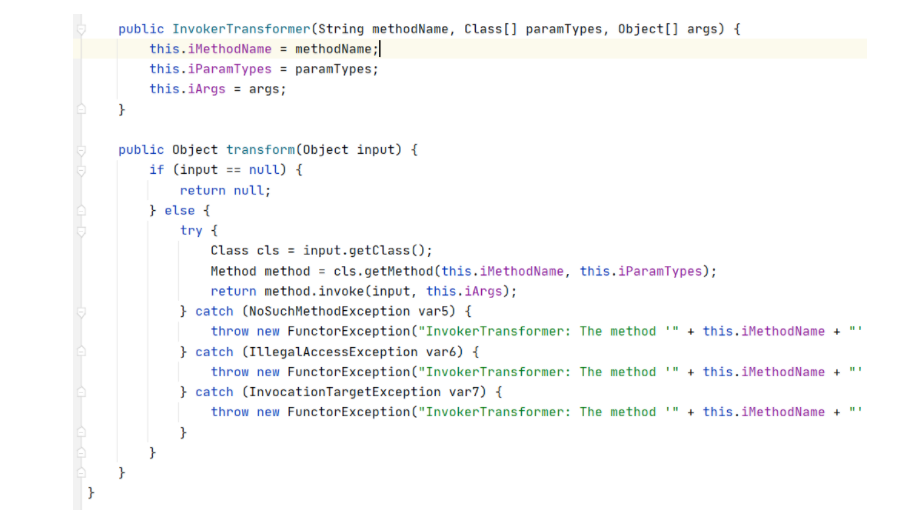 public InvokerTransformer(String methodName, Class[] paramTypes, Object[] args) {
this.iMethodName = methodName;
this.iParamTypes = paramTypes;
this.iArgs = args;
}
public Object transform(Object input) {
if (input == null) {
return null;
} else {
try {
Class cls = input.getClass();
Method method = cls.getMethod(this.iMethodName, this.iParamTypes);
return method.invoke(input, this.iArgs);
} catch (NoSuchMethodException var5) {
throw new FunctorException("InvokerTransformer: The method '" + this.iMethodName + "'
} catch (IllegalAccessException var6) {
throw new FunctorException("InvokerTransformer: The method '" + this.iMethodName + "'
} catch (InvocationTargetException var7) {
throw new FunctorException("InvokerTransformer: The method '" + this.iMethodName + "'
}
}
}
}